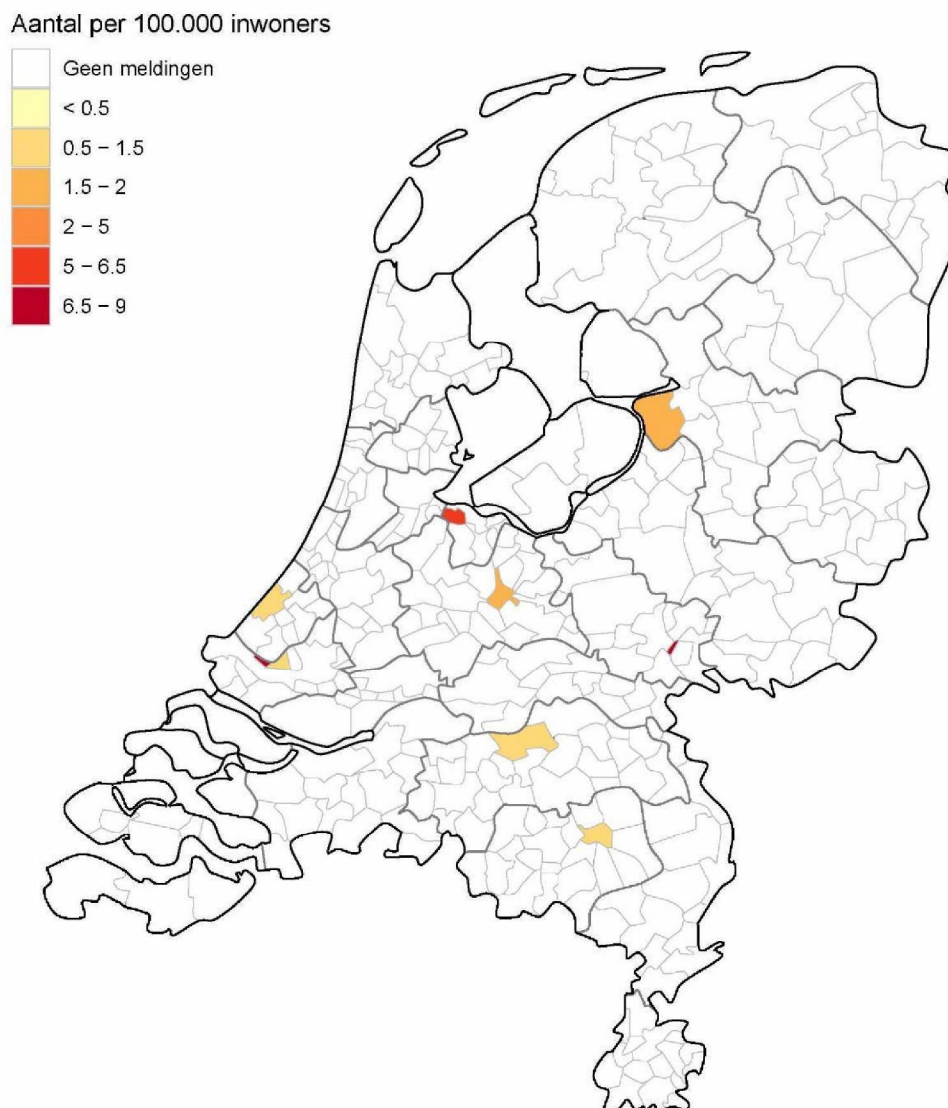 Aantal per 100.000 inwoners
Geen meldingen
< 0.5
0.5 – 1.5
1.5 – 2
2 – 5
5 – 6.5
6.5 – 9